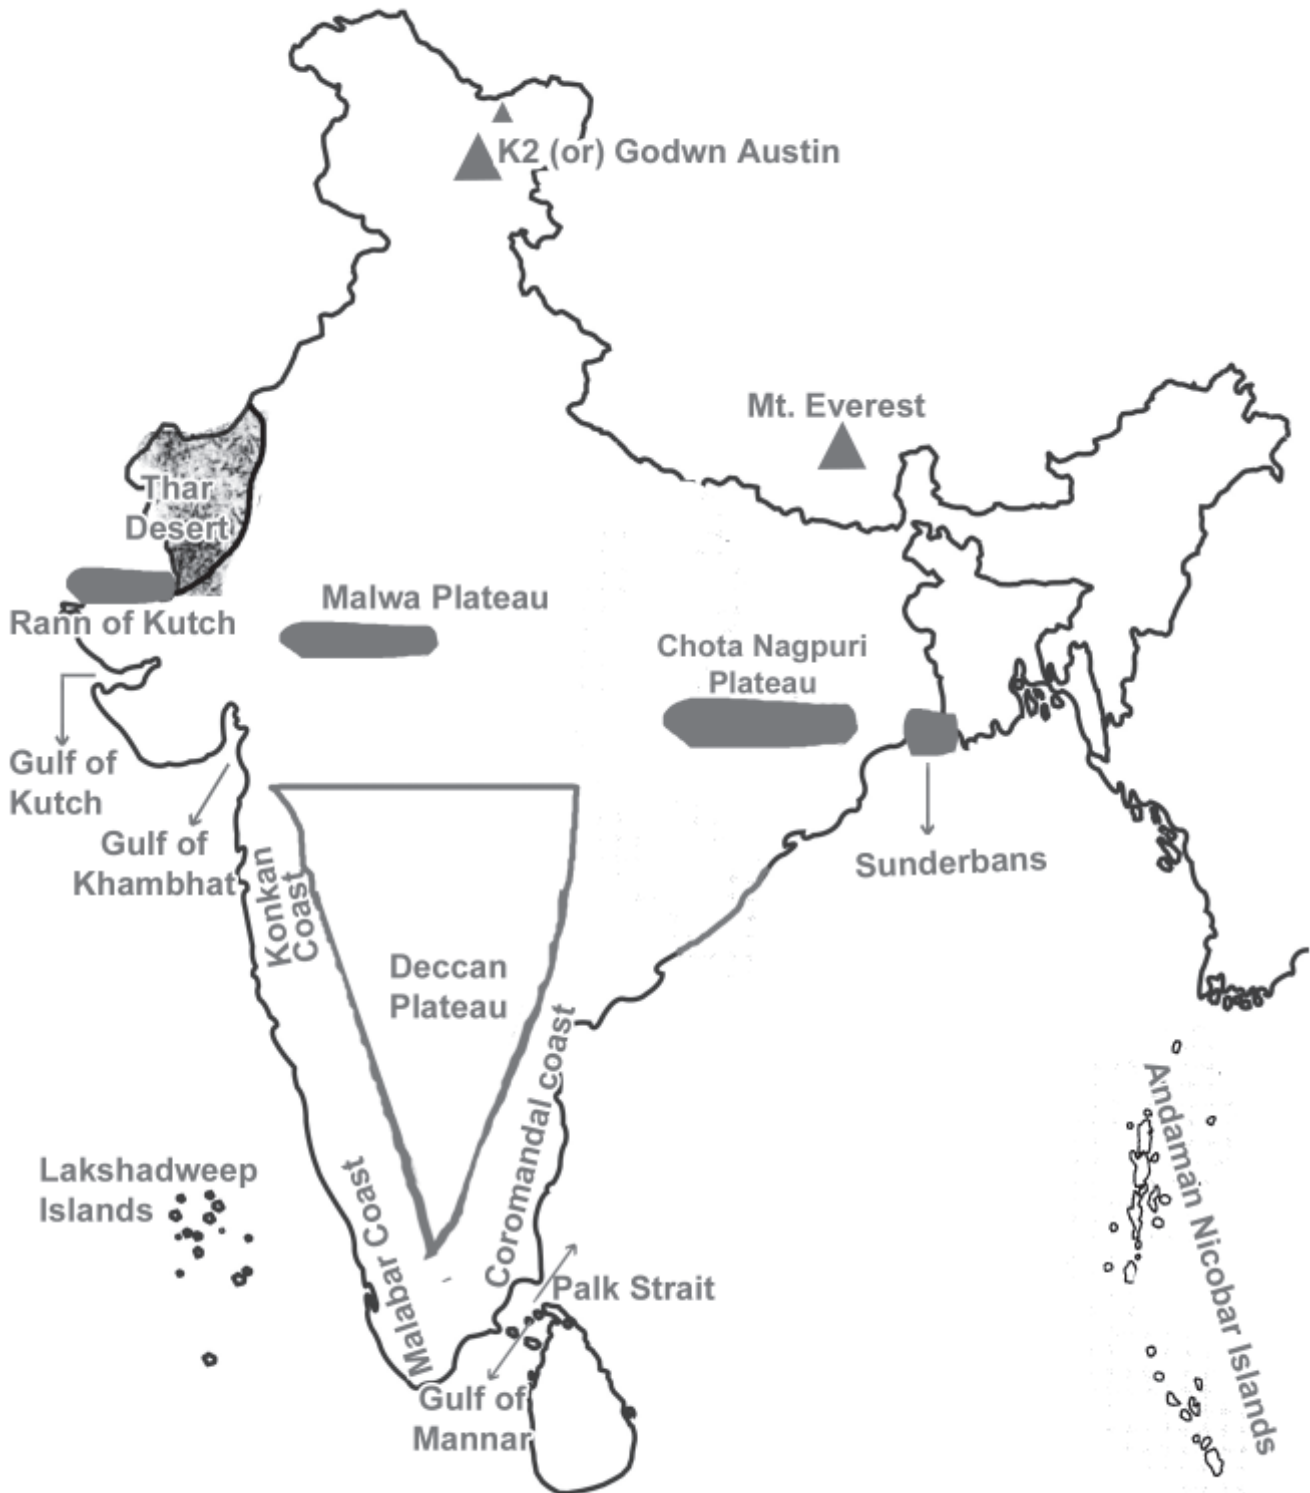 K2 (or) Godwn Austin
Mt. Everest
Thar
Desert
Rann of Kutch
Malwa Plateau
Chota Nagpuri
Plateau
Gulf of
Kutch
Gulf of
Khambhat
Sunderbans
Konkan
Coast
Deccan
Plateau
Coromandal coast
Andaman Nicobar Islands
Lakshadweep
Islands
Malabar Coast
Palk Strait
Gulf of
Mannar